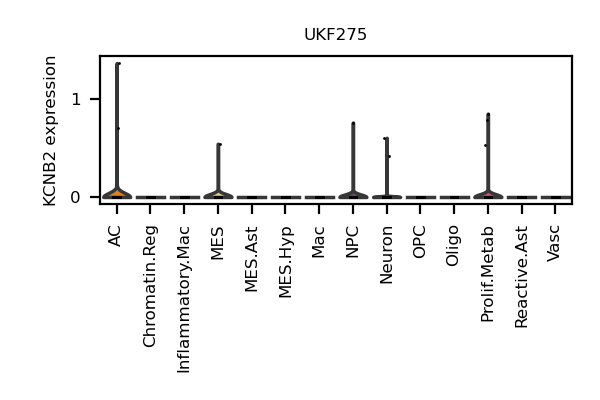 UKF275
KCNB2 expression
1
0
AC
Chromatin.Reg
Inflammatory.Mac
MES
MES.Ast
MES.Hyp
Mac
NPC
Neuron
OPC
Oligo
Prolif.Metab
Reactive.Ast
Vasc